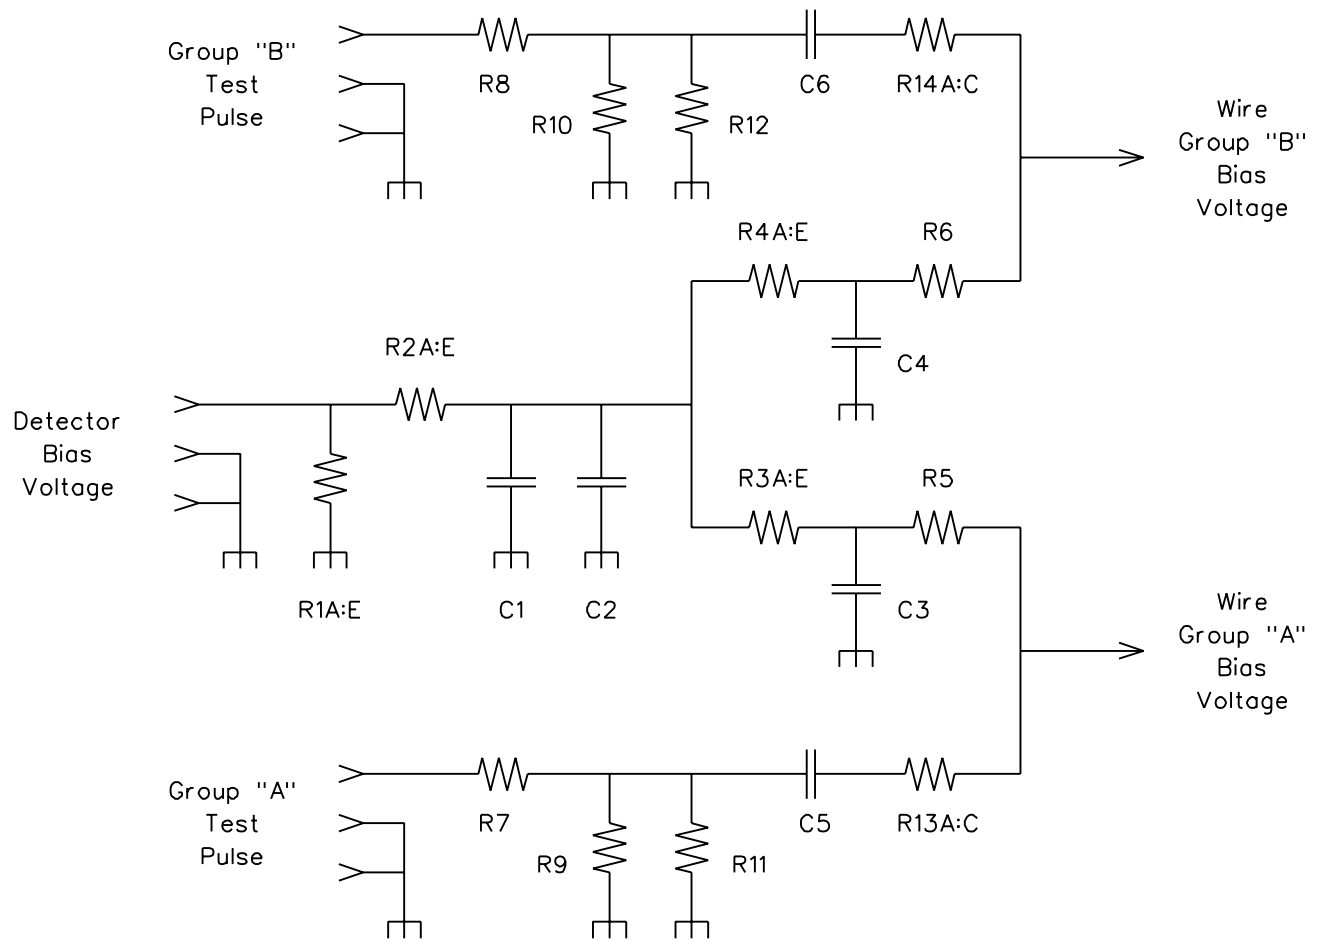 Group "B"
Test
Pulse
R8
R10
R12
C6
R14A:C
Wire
Group "B"
Bias
Voltage
R4A:E
R6
C4
R2A:E
Detector
Bias
Voltage
R1A:E
C1
C2
R3A:E
R5
C3
Wire
Group "A"
Bias
Voltage
Group "A"
Test
Pulse
R7
R9
R11
C5
R13A:C